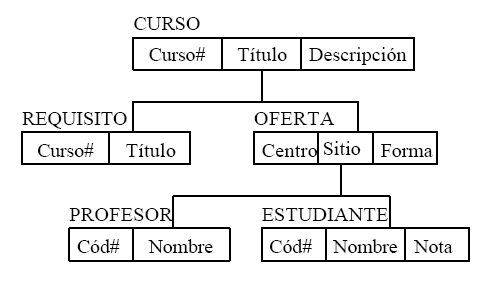 CURSO
Curso# Título Descripción
REQUISITO OFERTA
Curso# Título Centro Sitio Forma
PROFESOR ESTUDIANTE
Cód# Nombre Cód# Nombre Nota